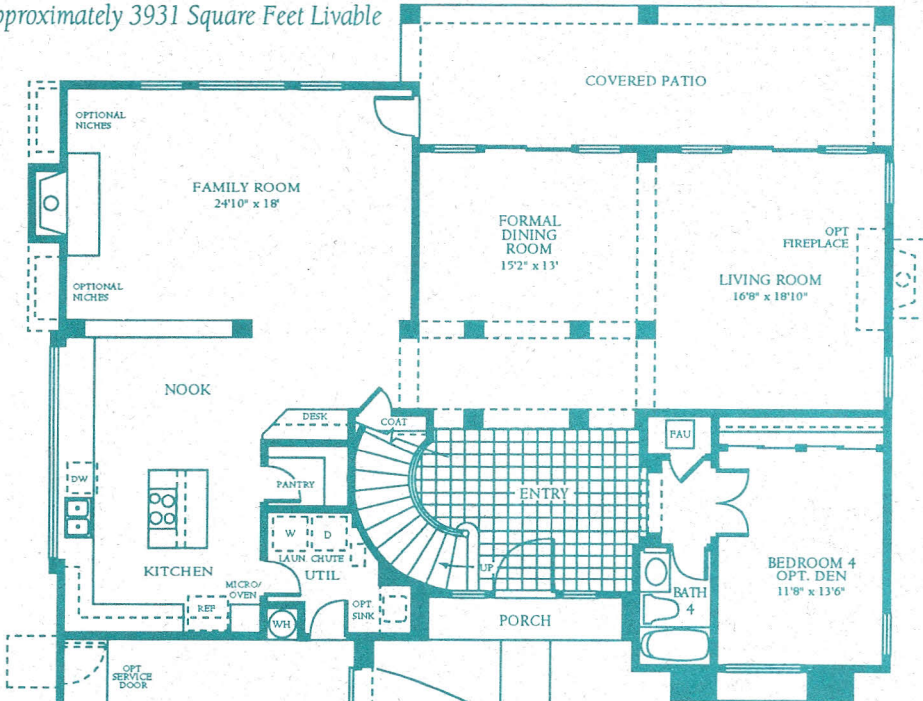 pproximately 3931 Square Feet Livable
COVERED PATIO
OPTIONAL
NICHES
FAMILY ROOM
24'10" x 18'
FORMAL
DINING
ROOM
15'2" x 13'
OPT
FIREPLACE
LIVING ROOM
16'8" x 18'10"
OPTIONAL
NICHES
NOOK
DESK
COAT
FAU
DW
PANTRY
ENTRY
W
D
LAUN. CHUTE
UTIL
UP
KITCHEN
MICRO/
OVEN
REF
OPT.
SINK
WH
PORCH
BATH
4
BEDROOM 4
OPT. DEN
11'8" x 13'6"
OPT
SERVICE
DOOR